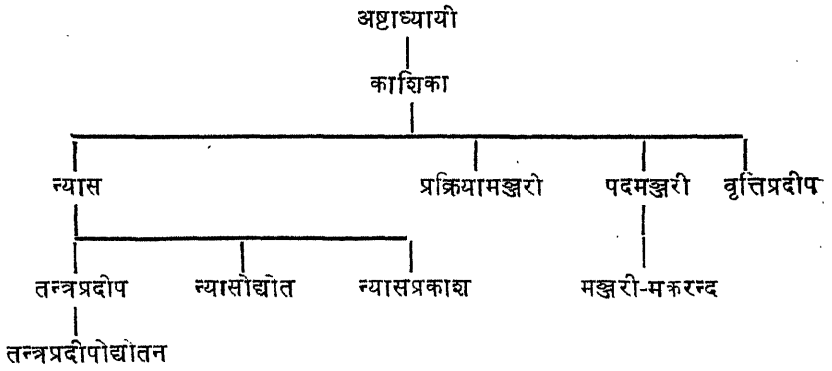 अष्टाध्यायी
काशिका
न्यास प्रक्रियामञ्जरी पदमञ्जरी वृत्तिप्रदीप
तन्त्रप्रदीप न्यासोद्योत न्यासप्रकाश मञ्जरी-मकरन्द
तन्त्रप्रदीपोद्योतन